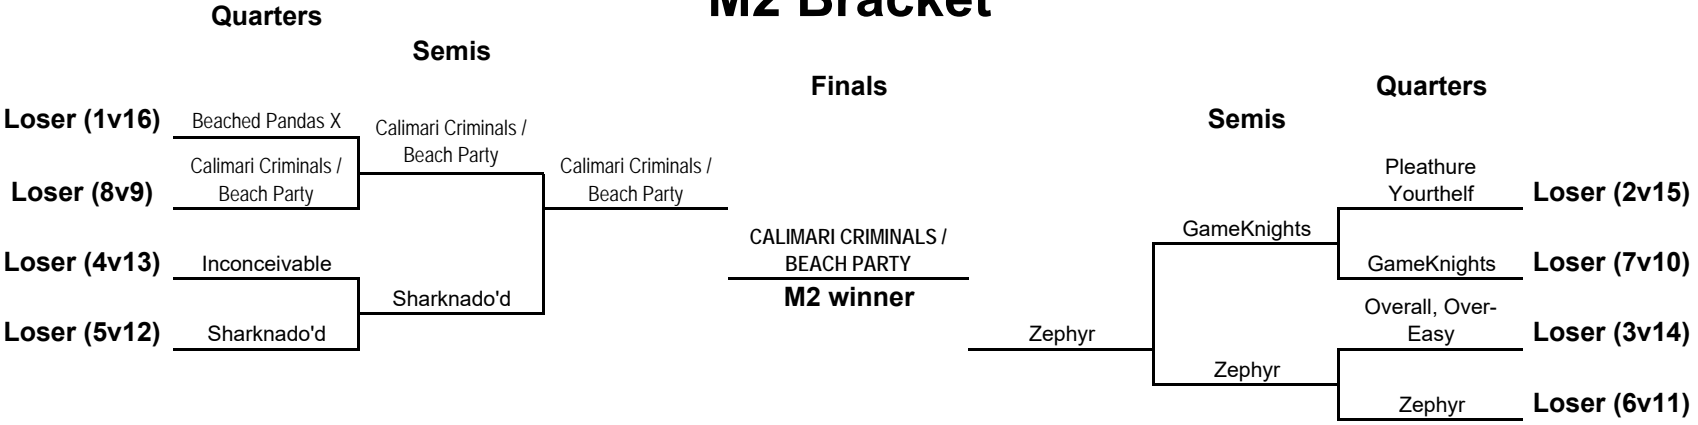 M2 Bracket
Quarters
Semis
Finals
Quarters
Semis
Loser (1v16)
Beached Pandas X
Calimari Criminals /
Beach Party
Calimari Criminals /
Beach Party
Loser (8v9)
Calimari Criminals /
Beach Party
Loser (4v13)
Inconceivable
Sharknado'd
Loser (5v12)
Sharknado'd
CALIMARI CRIMINALS /
BEACH PARTY
M2 winner
Zephyr
GameKnights
Pleathure
Yourthelf
Loser (2v15)
GameKnights
Loser (7v10)
Zephyr
Overall, Over-
Easy
Loser (3v14)
Zephyr
Loser (6v11)